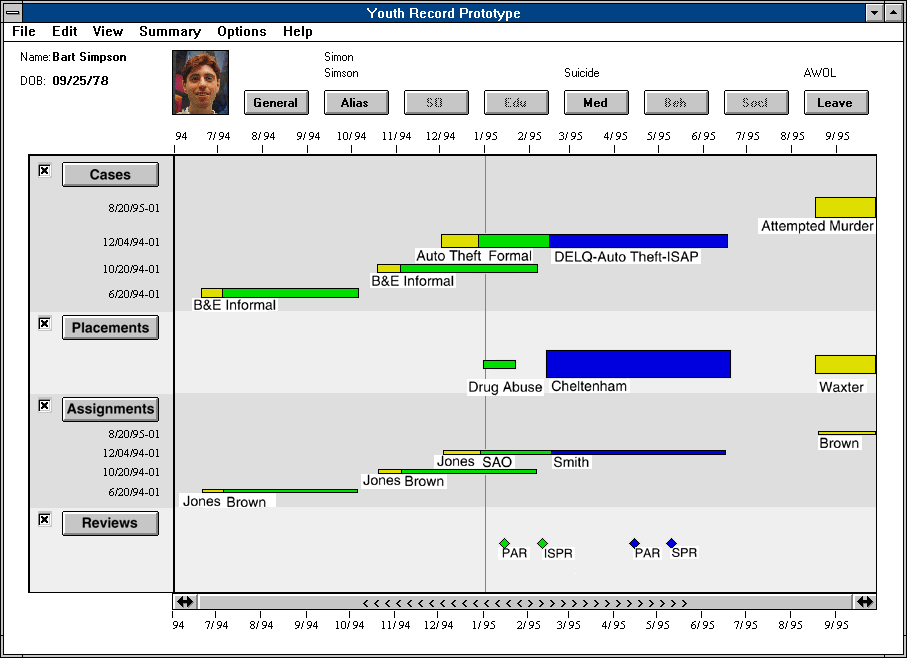 Youth Record Prototype
File Edit View Summary Options Help
Name: Bart Simpson
DOB: 09/25/78
Simon
Simson
Suicide
AWOL
General Alias SO Edu Med Beh Socl Leave
94 7/94 8/94 9/94 10/94 11/94 12/94 1/95 2/95 3/95 4/95 5/95 6/95 7/95 8/95 9/95
Cases
8/20/95-01
Attempted Murder
12/04/94-01
Auto Theft Formal DELQ-Auto Theft-ISAP
10/20/94-01
B&E Informal
6/20/94-01
B&E Informal
Placements
Drug Abuse Cheltenham Waxter
Assignments
8/20/95-01
Brown
12/04/94-01
Jones SAO Smith
10/20/94-01
Jones Brown
6/20/94-01
Jones Brown
Reviews
PAR ISPR PAR SPR
< < < < < < < < < < < > > > > > > > > > > > > > > > > >
94 7/94 8/94 9/94 10/94 11/94 12/94 1/95 2/95 3/95 4/95 5/95 6/95 7/95 8/95 9/95